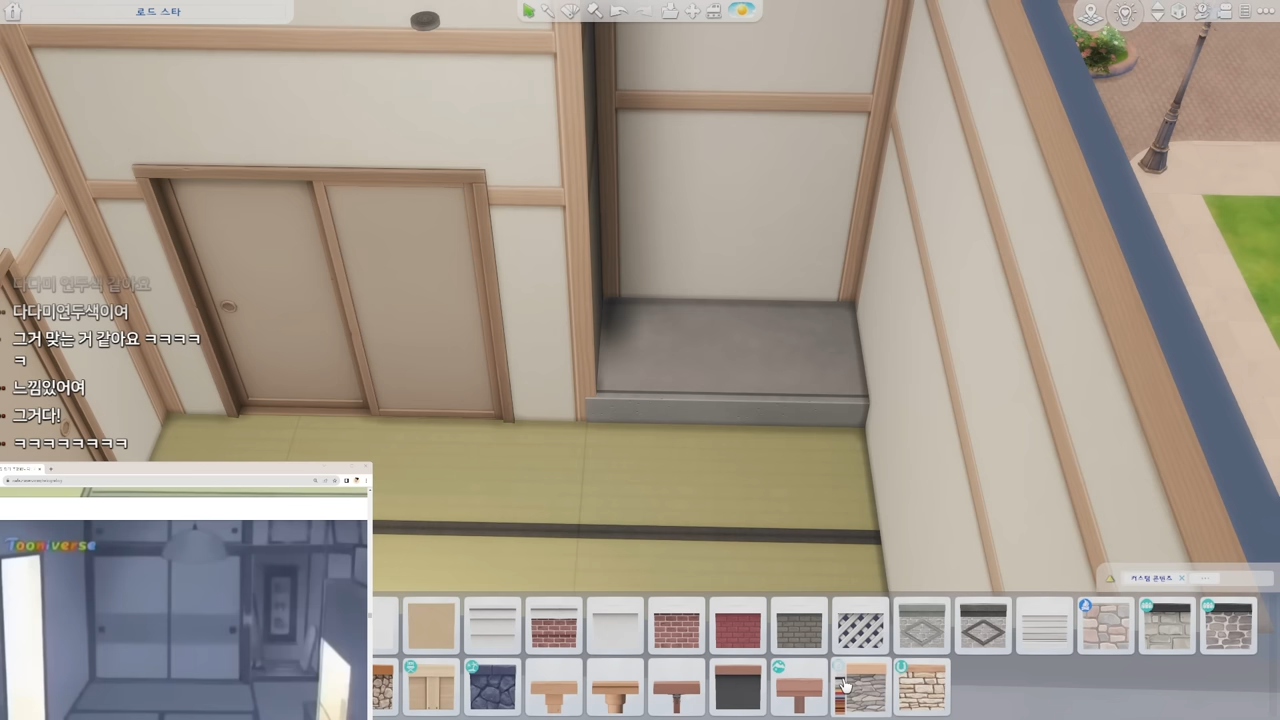 로드 스타
다다미 연두색 같아요
다다미연두색이여
그거 맞는 거 같아요 ㅋㅋㅋㅋ
ㅋ
느낌있어여
그거다!
ㅋㅋㅋㅋㅋㅋㅋㅋ
커스텀 콘텐츠
Tooniverse